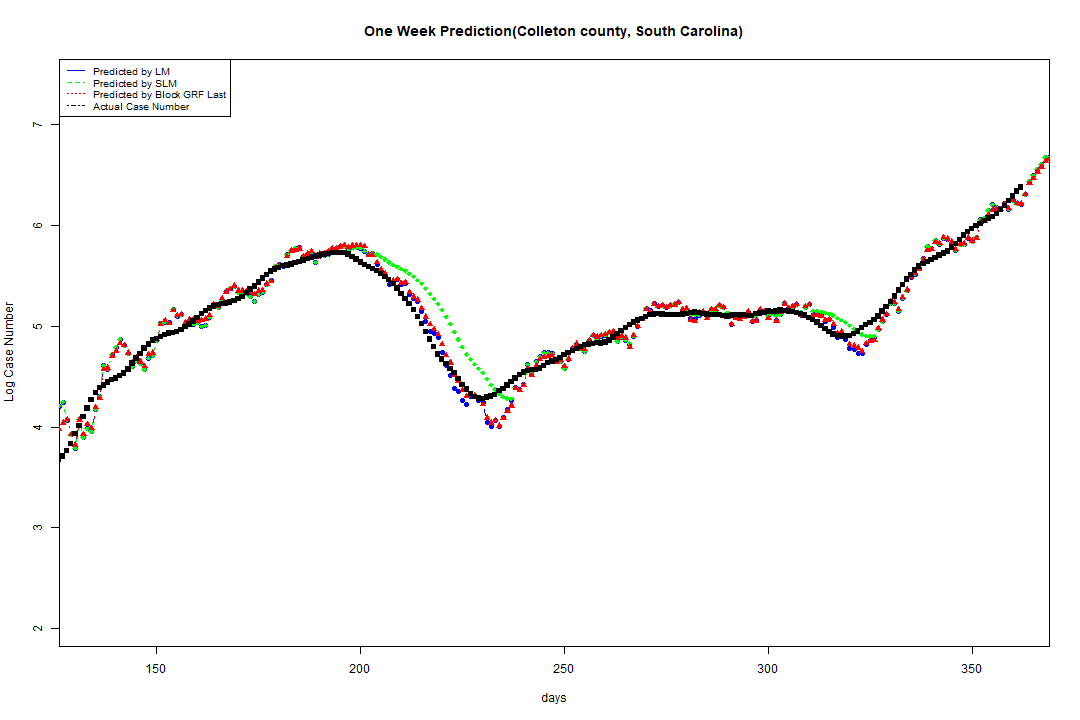 One Week Prediction(Colleton county, South Carolina)
Predicted by LM
Predicted by SLM
Predicted by Block GRF Last
Actual Case Number
7
6
5
4
3
2
Log Case Number
150 200 250 300 350
days